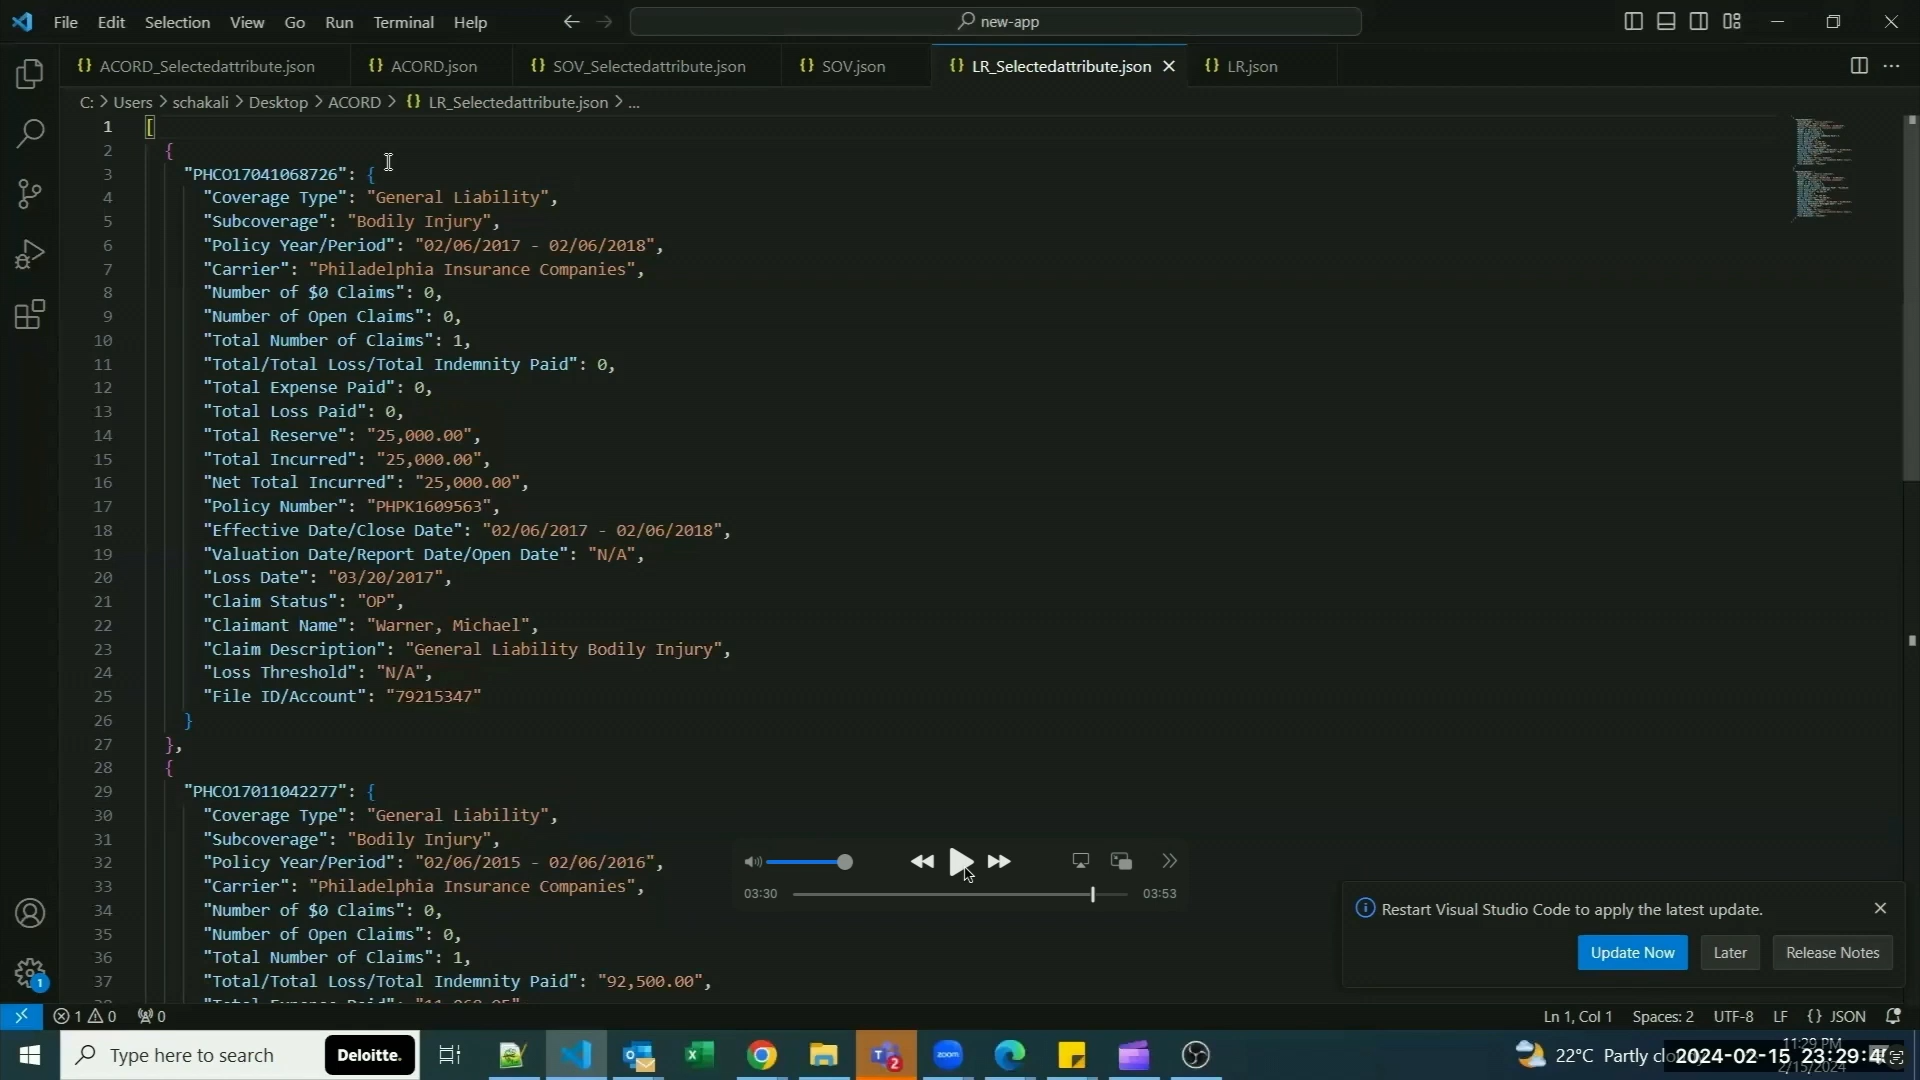 File Edit Selection View Go Run Terminal Help new-app
ACORD_Selectedattribute.json ACORD.json SOV_Selectedattribute.json SOV.json LR_Selectedattribute.json LR.json
C: > Users > schakali > Desktop > ACORD > {} LR_Selectedattribute.json > ...
1 [
2 {
3 "PHCO17041068726": {
4 "Coverage Type": "General Liability",
5 "Subcoverage": "Bodily Injury",
6 "Policy Year/Period": "02/06/2017 - 02/06/2018",
7 "Carrier": "Philadelphia Insurance Companies",
8 "Number of $0 Claims": 0,
9 "Number of Open Claims": 0,
10 "Total Number of Claims": 1,
11 "Total/Total Loss/Total Indemnity Paid": 0,
12 "Total Expense Paid": 0,
13 "Total Loss Paid": 0,
14 "Total Reserve": "25,000.00",
15 "Total Incurred": "25,000.00",
16 "Net Total Incurred": "25,000.00",
17 "Policy Number": "PHPK1609563",
18 "Effective Date/Close Date": "02/06/2017 - 02/06/2018",
19 "Valuation Date/Report Date/Open Date": "N/A",
20 "Loss Date": "03/20/2017",
21 "Claim Status": "OP",
22 "Claimant Name": "Warner, Michael",
23 "Claim Description": "General Liability Bodily Injury",
24 "Loss Threshold": "N/A",
25 "File ID/Account": "79215347"
26 }
27 },
28 {
29 "PHCO17011042277": {
30 "Coverage Type": "General Liability",
31 "Subcoverage": "Bodily Injury",
32 "Policy Year/Period": "02/06/2015 - 02/06/2016",
33 "Carrier": "Philadelphia Insurance Companies",
34 "Number of $0 Claims": 0,
35 "Number of Open Claims": 0,
36 "Total Number of Claims": 1,
37 "Total/Total Loss/Total Indemnity Paid": "92,500.00",
03:30 03:53
Restart Visual Studio Code to apply the latest update.
Update Now Later Release Notes
1 0 0 Ln 1, Col 1 Spaces: 2 UTF-8 LF {} JSON
Type here to search Deloitte. 2 zoom 22°C Partly 2024-02-15 23:29:4
11:29 PM
2/15/2024